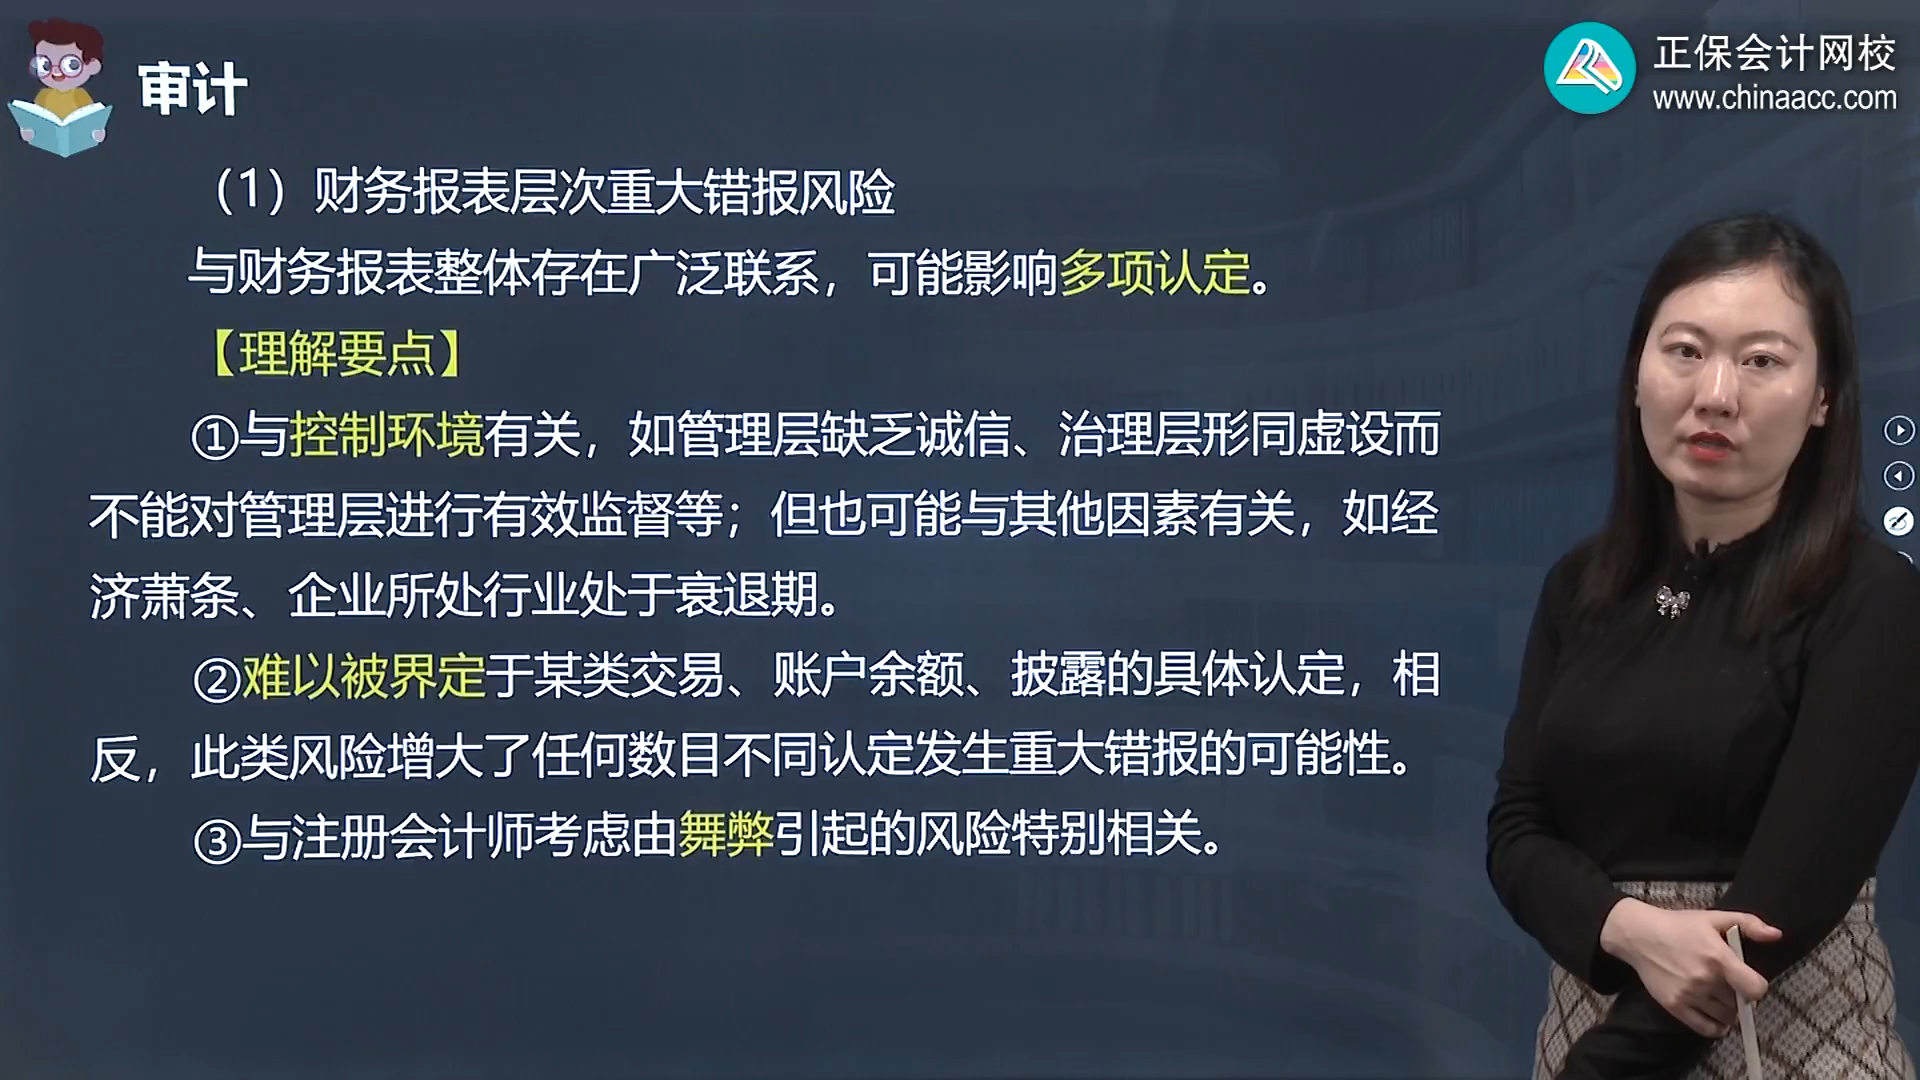 审计
正保会计网校
www.chinaacc.com
（1）财务报表层次重大错报风险
与财务报表整体存在广泛联系，可能影响多项认定。
【理解要点】
①与控制环境有关，如管理层缺乏诚信、治理层形同虚设而
不能对管理层进行有效监督等；但也可能与其他因素有关，如经
济萧条、企业所处行业处于衰退期。
②难以被界定于某类交易、账户余额、披露的具体认定，相
反，此类风险增大了任何数目不同认定发生重大错报的可能性。
③与注册会计师考虑由舞弊引起的风险特别相关。